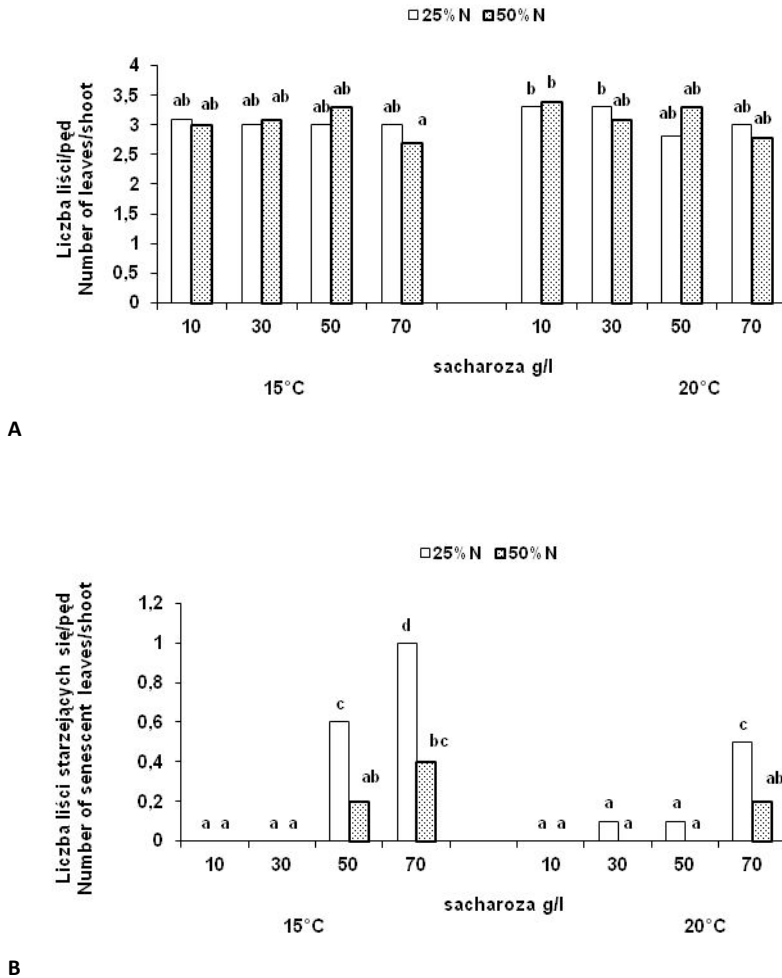 25%N 50%N
Liczba liści/pęd
Number of leaves/shoot
4
3,5
3
2,5
2
1,5
1
0,5
0
ab ab ab ab ab ab ab a b b b ab ab ab ab ab
10 30 50 70 10 30 50 70
sacharoza g/l
15°C 20°C
A
25%N 50%N
Liczba liści starzejących się/pęd
Number of senescent leaves/shoot
1,2
1
0,8
0,6
0,4
0,2
0
a a a a c ab d bc a a a a a a c ab
10 30 50 70 10 30 50 70
sacharoza g/l
15°C 20°C
B